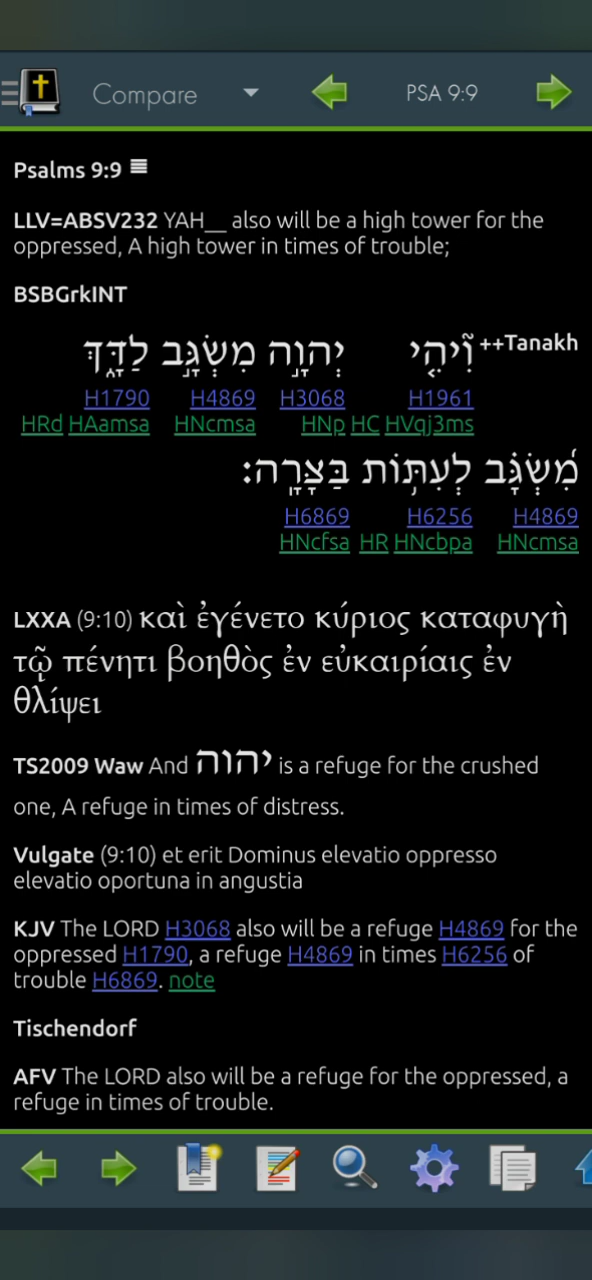 Compare PSA 9:9
Psalms 9:9
LLV=ABSV232 YAH__ also will be a high tower for the
oppressed, A high tower in times of trouble;
BSBGrkINT
++Tanakh וִ֘יהִ֤י יְהוָ֣ה מִשְׂגָּ֣ב לַדָּ֑ךְ
H1961 H3068 H4869 H1790
HRd HAamsa HNcmsa HNp HC HVqj3ms
מִ֝שְׂגָּ֗ב לְעִתּ֥וֹת בַּצָּרָֽה׃
H4869 H6256 H6869
HNcfsa HR HNcbpa HNcmsa
LXXA (9:10) καὶ ἐγένετο κύριος καταφυγὴ
τῷ πένητι βοηθὸς ἐν εὐκαιρίαις ἐν
θλίψει
TS2009 Waw And יהוה is a refuge for the crushed
one, A refuge in times of distress.
Vulgate (9:10) et erit Dominus elevatio oppresso
elevatio oportuna in angustia
KJV The LORD H3068 also will be a refuge H4869 for the
oppressed H1790, a refuge H4869 in times H6256 of
trouble H6869. note
Tischendorf
AFV The LORD also will be a refuge for the oppressed, a
refuge in times of trouble.